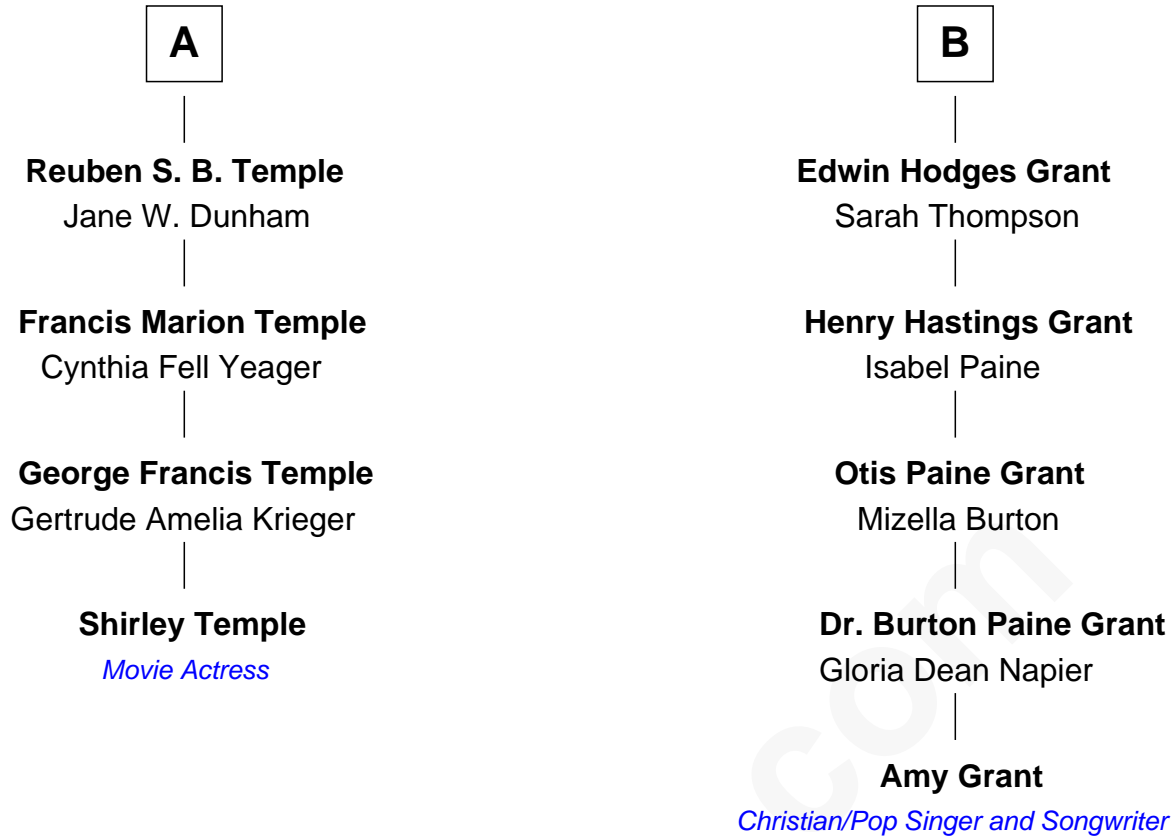 A
Reuben S. B. Temple
Jane W. Dunham
Francis Marion Temple
Cynthia Fell Yeager
George Francis Temple
Gertrude Amelia Krieger
Shirley Temple
Movie Actress
B
Edwin Hodges Grant
Sarah Thompson
Henry Hastings Grant
Isabel Paine
Otis Paine Grant
Mizella Burton
Dr. Burton Paine Grant
Gloria Dean Napier
Amy Grant
Christian/Pop Singer and Songwriter
com